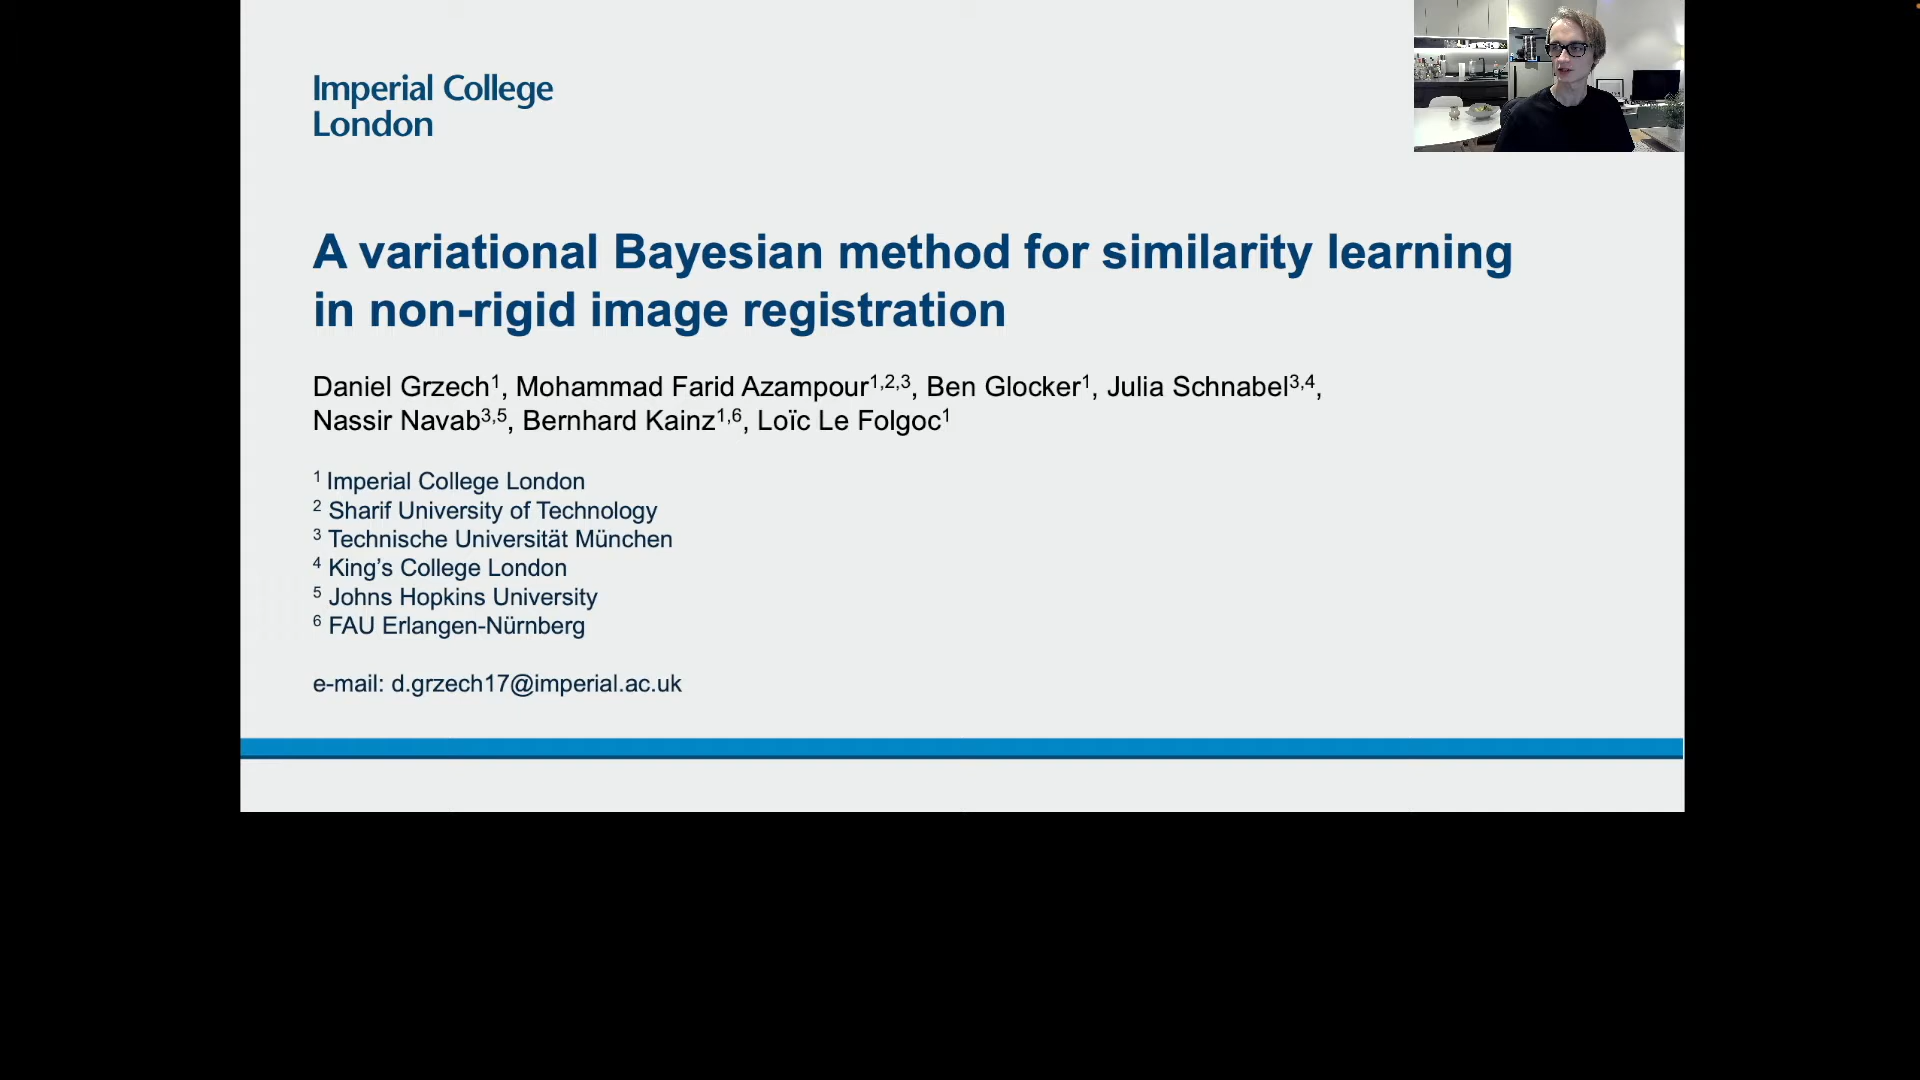 Imperial College
London
A variational Bayesian method for similarity learning
in non-rigid image registration
Daniel Grzech1, Mohammad Farid Azampour1,2,3, Ben Glocker1, Julia Schnabel3,4,
Nassir Navab3,5, Bernhard Kainz1,6, Loïc Le Folgoc1
1 Imperial College London
2 Sharif University of Technology
3 Technische Universität München
4 King’s College London
5 Johns Hopkins University
6 FAU Erlangen-Nürnberg
e-mail: d.grzech17@imperial.ac.uk